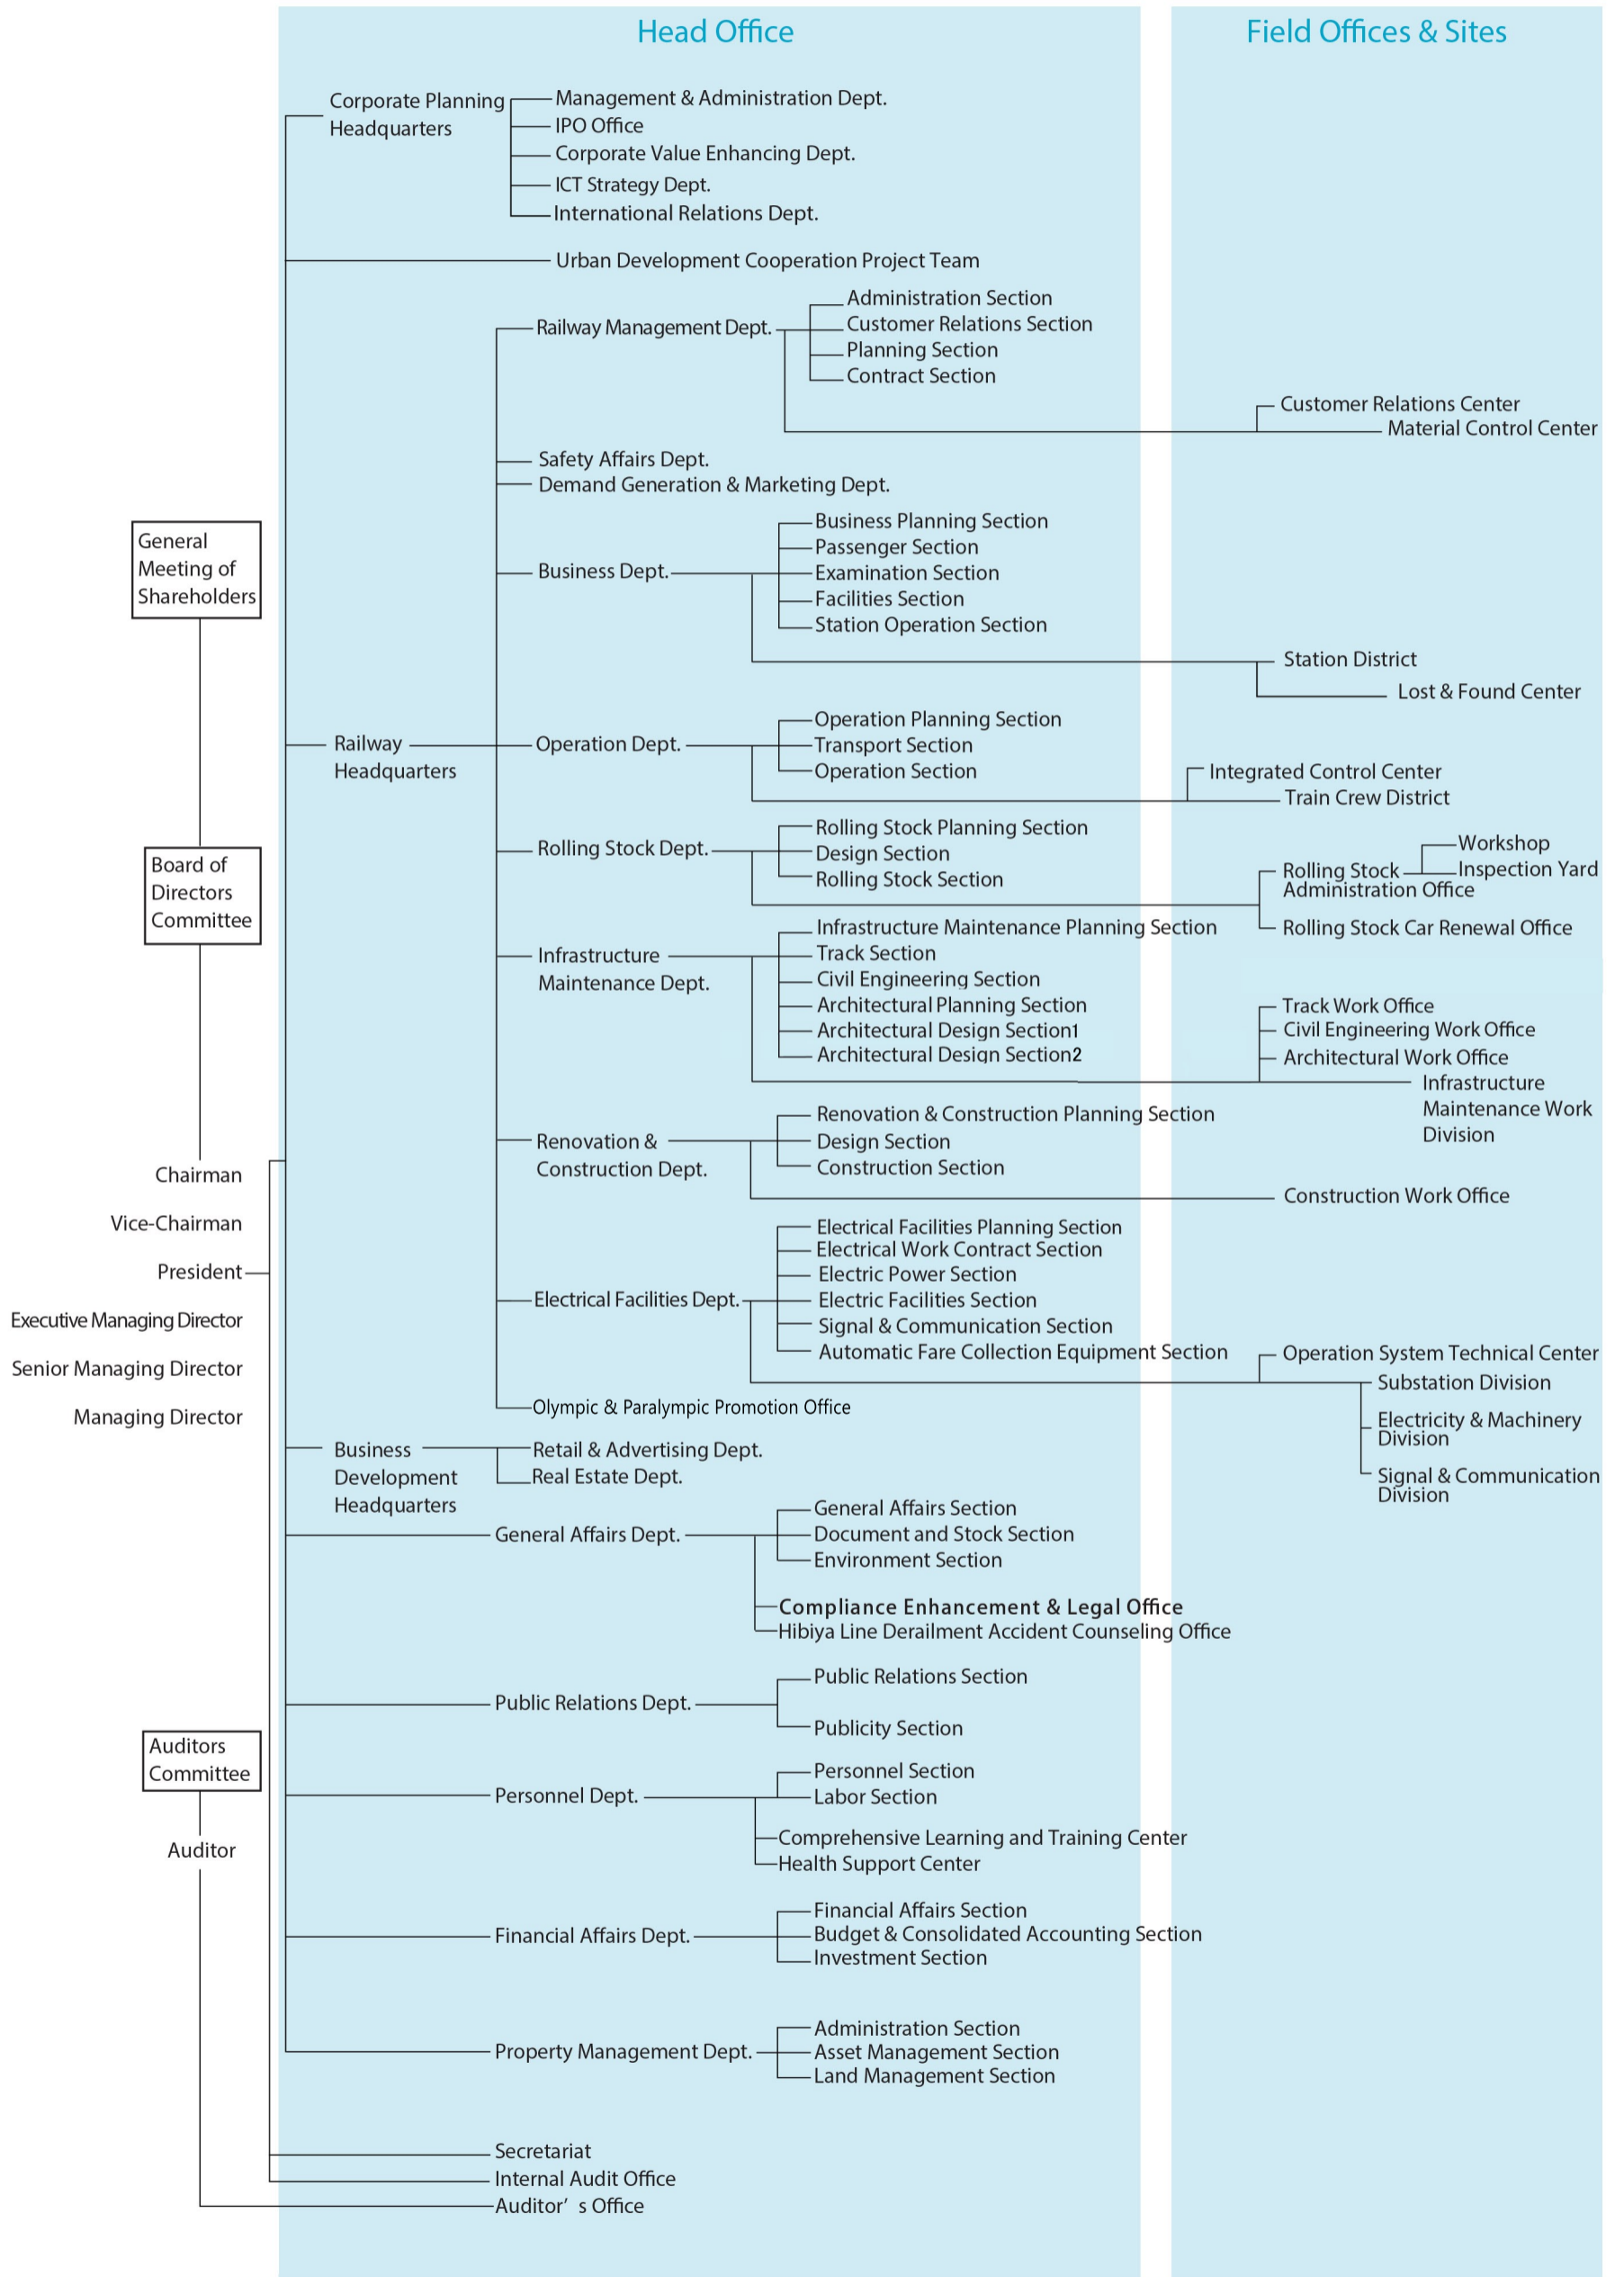 Head Office
Field Offices & Sites
Corporate Planning
Headquarters
Management & Administration Dept.
IPO Office
Corporate Value Enhancing Dept.
ICT Strategy Dept.
International Relations Dept.
Urban Development Cooperation Project Team
Railway Management Dept.
Administration Section
Customer Relations Section
Planning Section
Contract Section
Customer Relations Center
Material Control Center
Safety Affairs Dept.
Demand Generation & Marketing Dept.
General
Meeting of
Shareholders
Business Dept.
Business Planning Section
Passenger Section
Examination Section
Facilities Section
Station Operation Section
Station District
Lost & Found Center
Railway
Headquarters
Operation Dept.
Operation Planning Section
Transport Section
Operation Section
Integrated Control Center
Train Crew District
Rolling Stock Dept.
Rolling Stock Planning Section
Design Section
Rolling Stock Section
Rolling Stock
Administration Office
Workshop
Inspection Yard
Rolling Stock Car Renewal Office
Board of
Directors
Committee
Infrastructure
Maintenance Dept.
Infrastructure Maintenance Planning Section
Track Section
Civil Engineering Section
Architectural Planning Section
Architectural Design Section1
Architectural Design Section2
Track Work Office
Civil Engineering Work Office
Architectural Work Office
Infrastructure
Maintenance Work
Division
Renovation &
Construction Dept.
Renovation & Construction Planning Section
Design Section
Construction Section
Construction Work Office
Chairman
Vice-Chairman
President
Executive Managing Director
Senior Managing Director
Managing Director
Electrical Facilities Dept.
Electrical Facilities Planning Section
Electrical Work Contract Section
Electric Power Section
Electric Facilities Section
Signal & Communication Section
Automatic Fare Collection Equipment Section
Operation System Technical Center
Substation Division
Electricity & Machinery
Division
Signal & Communication
Division
Olympic & Paralympic Promotion Office
Business
Development
Headquarters
Retail & Advertising Dept.
Real Estate Dept.
General Affairs Dept.
General Affairs Section
Document and Stock Section
Environment Section
Compliance Enhancement & Legal Office
Hibiya Line Derailment Accident Counseling Office
Public Relations Dept.
Public Relations Section
Publicity Section
Auditors
Committee
Auditor
Personnel Dept.
Personnel Section
Labor Section
Comprehensive Learning and Training Center
Health Support Center
Financial Affairs Dept.
Financial Affairs Section
Budget & Consolidated Accounting Section
Investment Section
Property Management Dept.
Administration Section
Asset Management Section
Land Management Section
Secretariat
Internal Audit Office
Auditor’ s Office